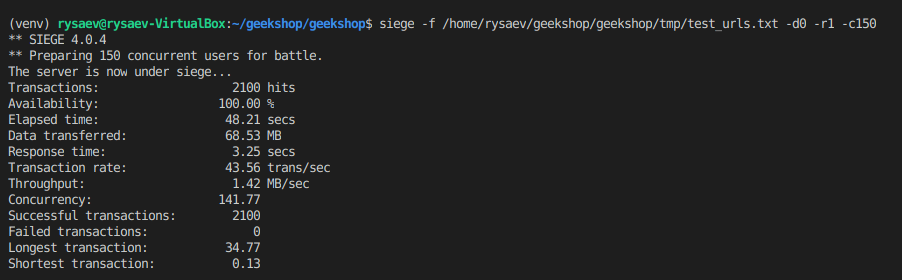 (venv) rysaev@rysaev-VirtualBox:~/geekshop/geekshop$ siege -f /home/rysaev/geekshop/geekshop/tmp/test_urls.txt -d0 -r1 -c150
** SIEGE 4.0.4
** Preparing 150 concurrent users for battle.
The server is now under siege...
Transactions: 2100 hits
Availability: 100.00 %
Elapsed time: 48.21 secs
Data transferred: 68.53 MB
Response time: 3.25 secs
Transaction rate: 43.56 trans/sec
Throughput: 1.42 MB/sec
Concurrency: 141.77
Successful transactions: 2100
Failed transactions: 0
Longest transaction: 34.77
Shortest transaction: 0.13